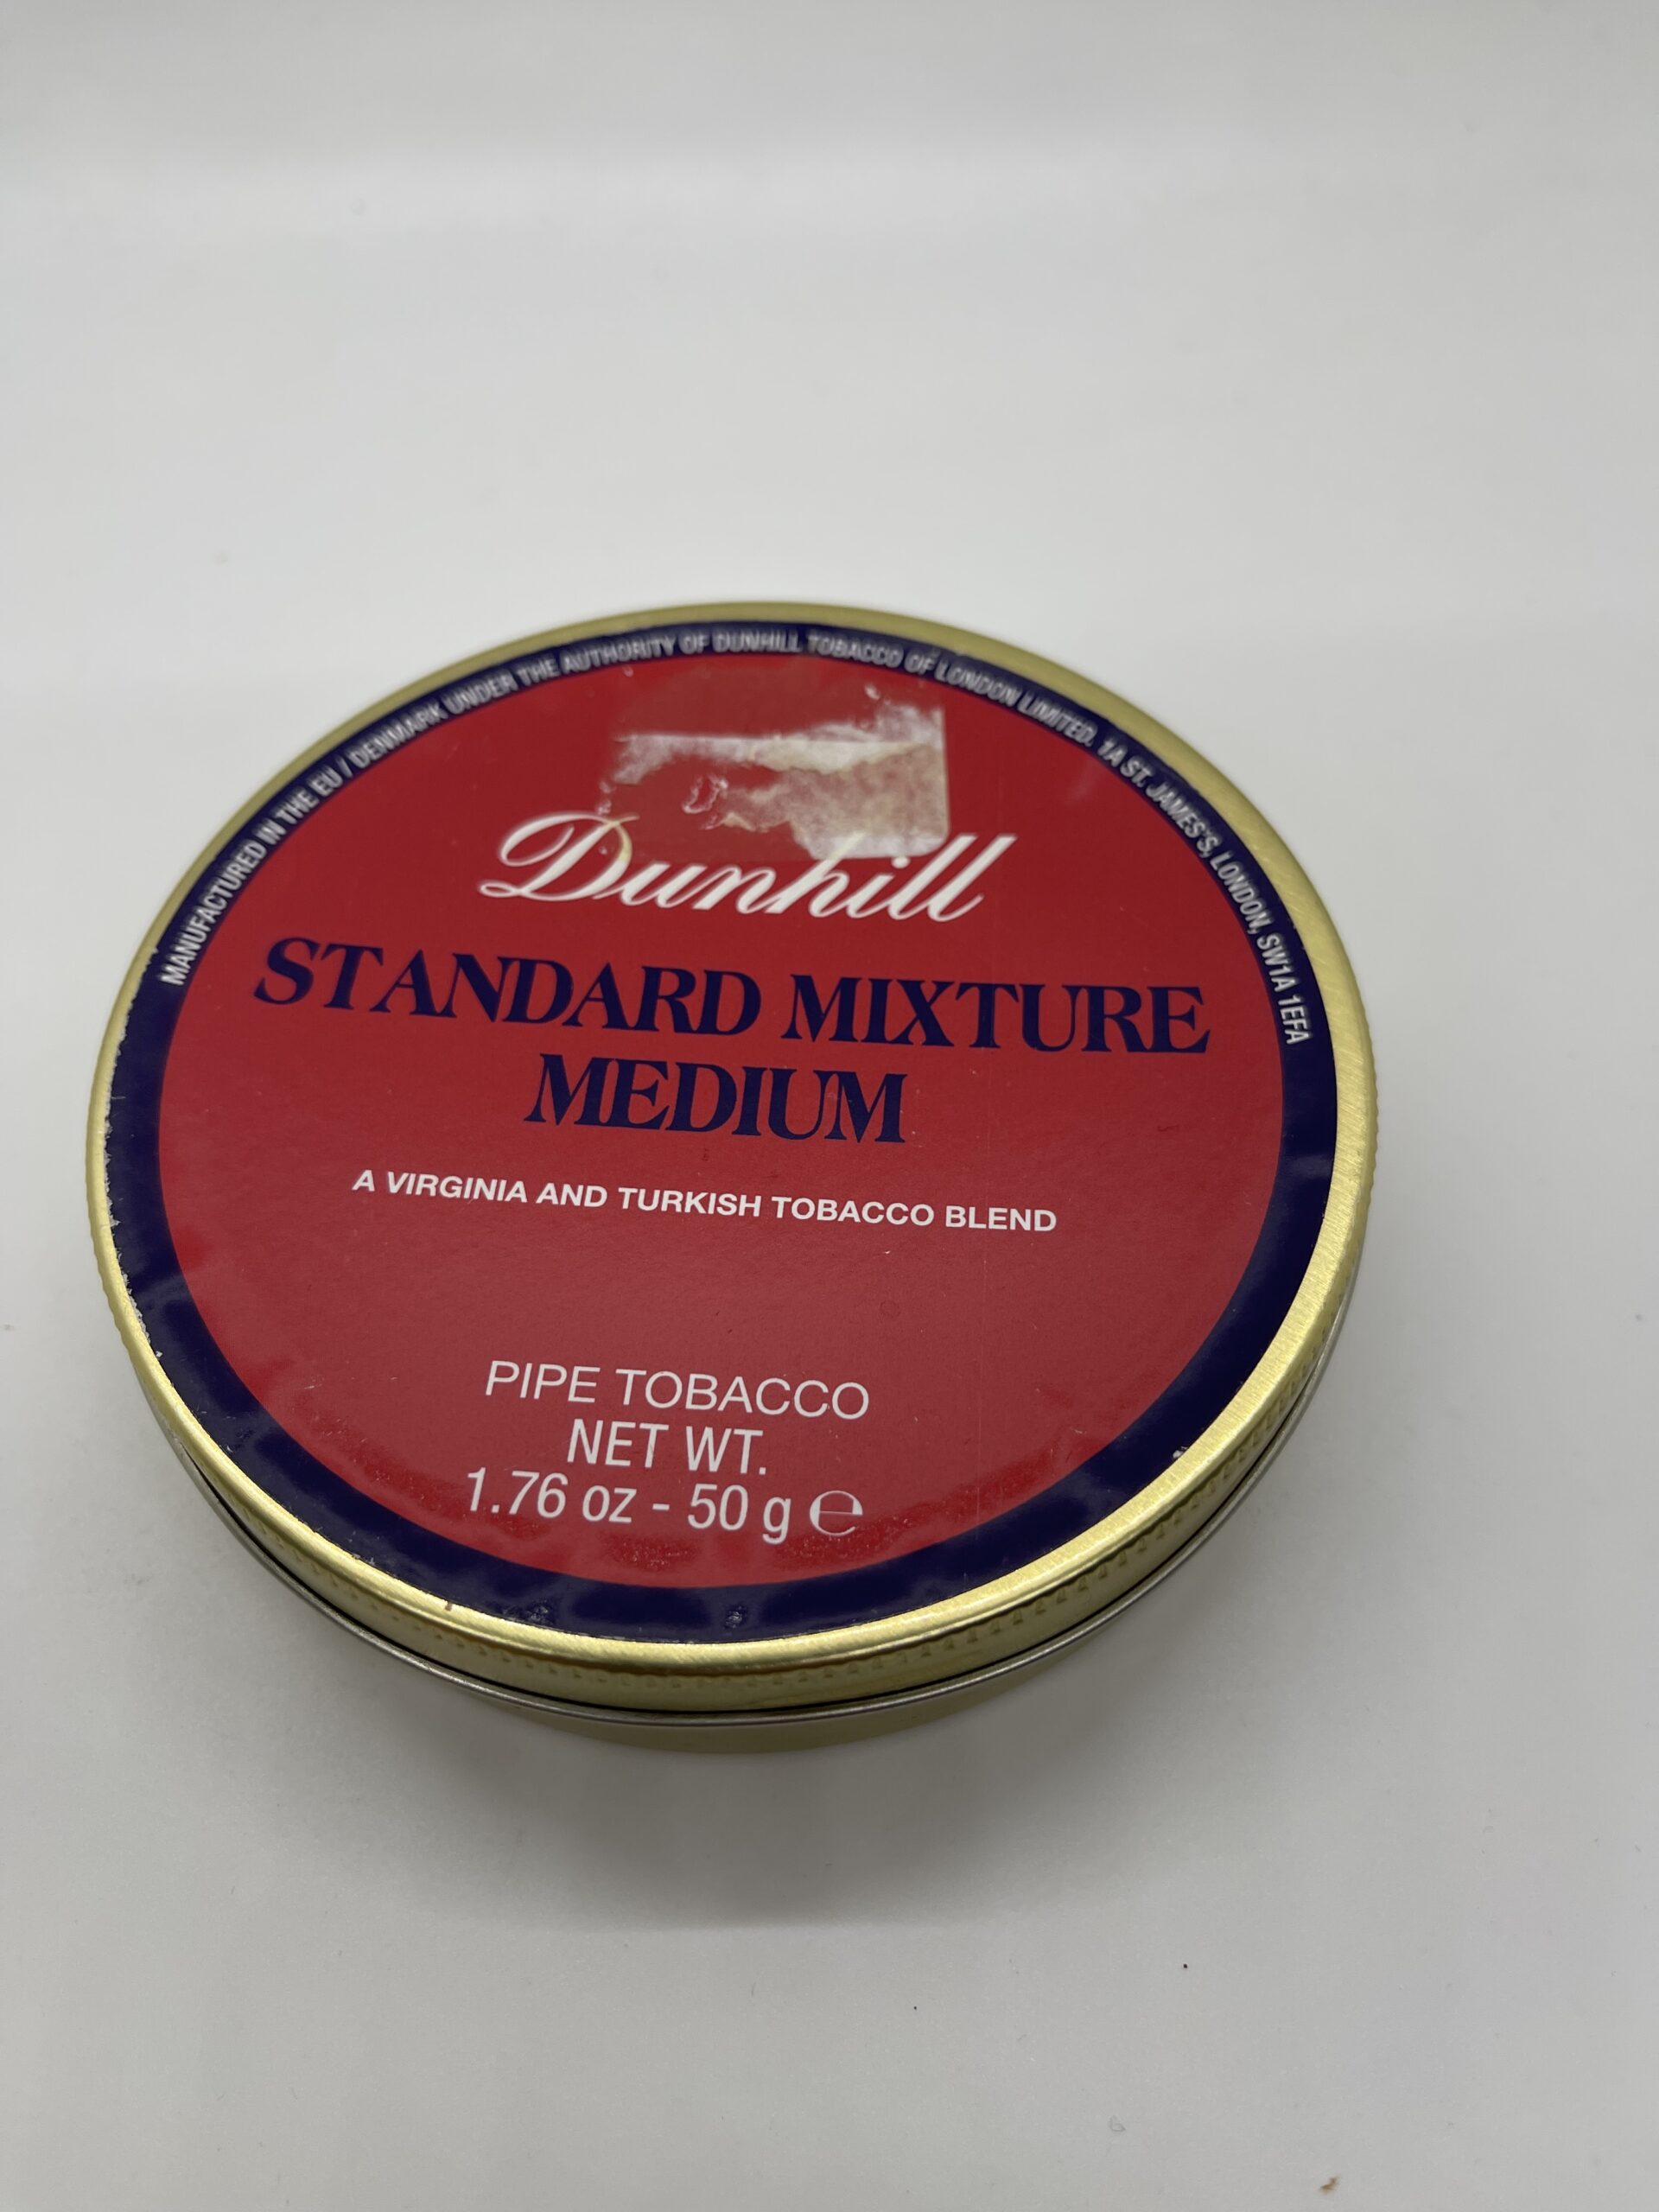 MANUFACTURED IN THE EU / DENMARK UNDER THE AUTHORITY OF DUNHILL TOBACCO OF LONDON LIMITED. 1A ST. JAMES'S, LONDON, SW1A 1EFA
Dunhill
STANDARD MIXTURE
MEDIUM
A VIRGINIA AND TURKISH TOBACCO BLEND
PIPE TOBACCO
NET WT.
1.76 oz - 50 g ℮